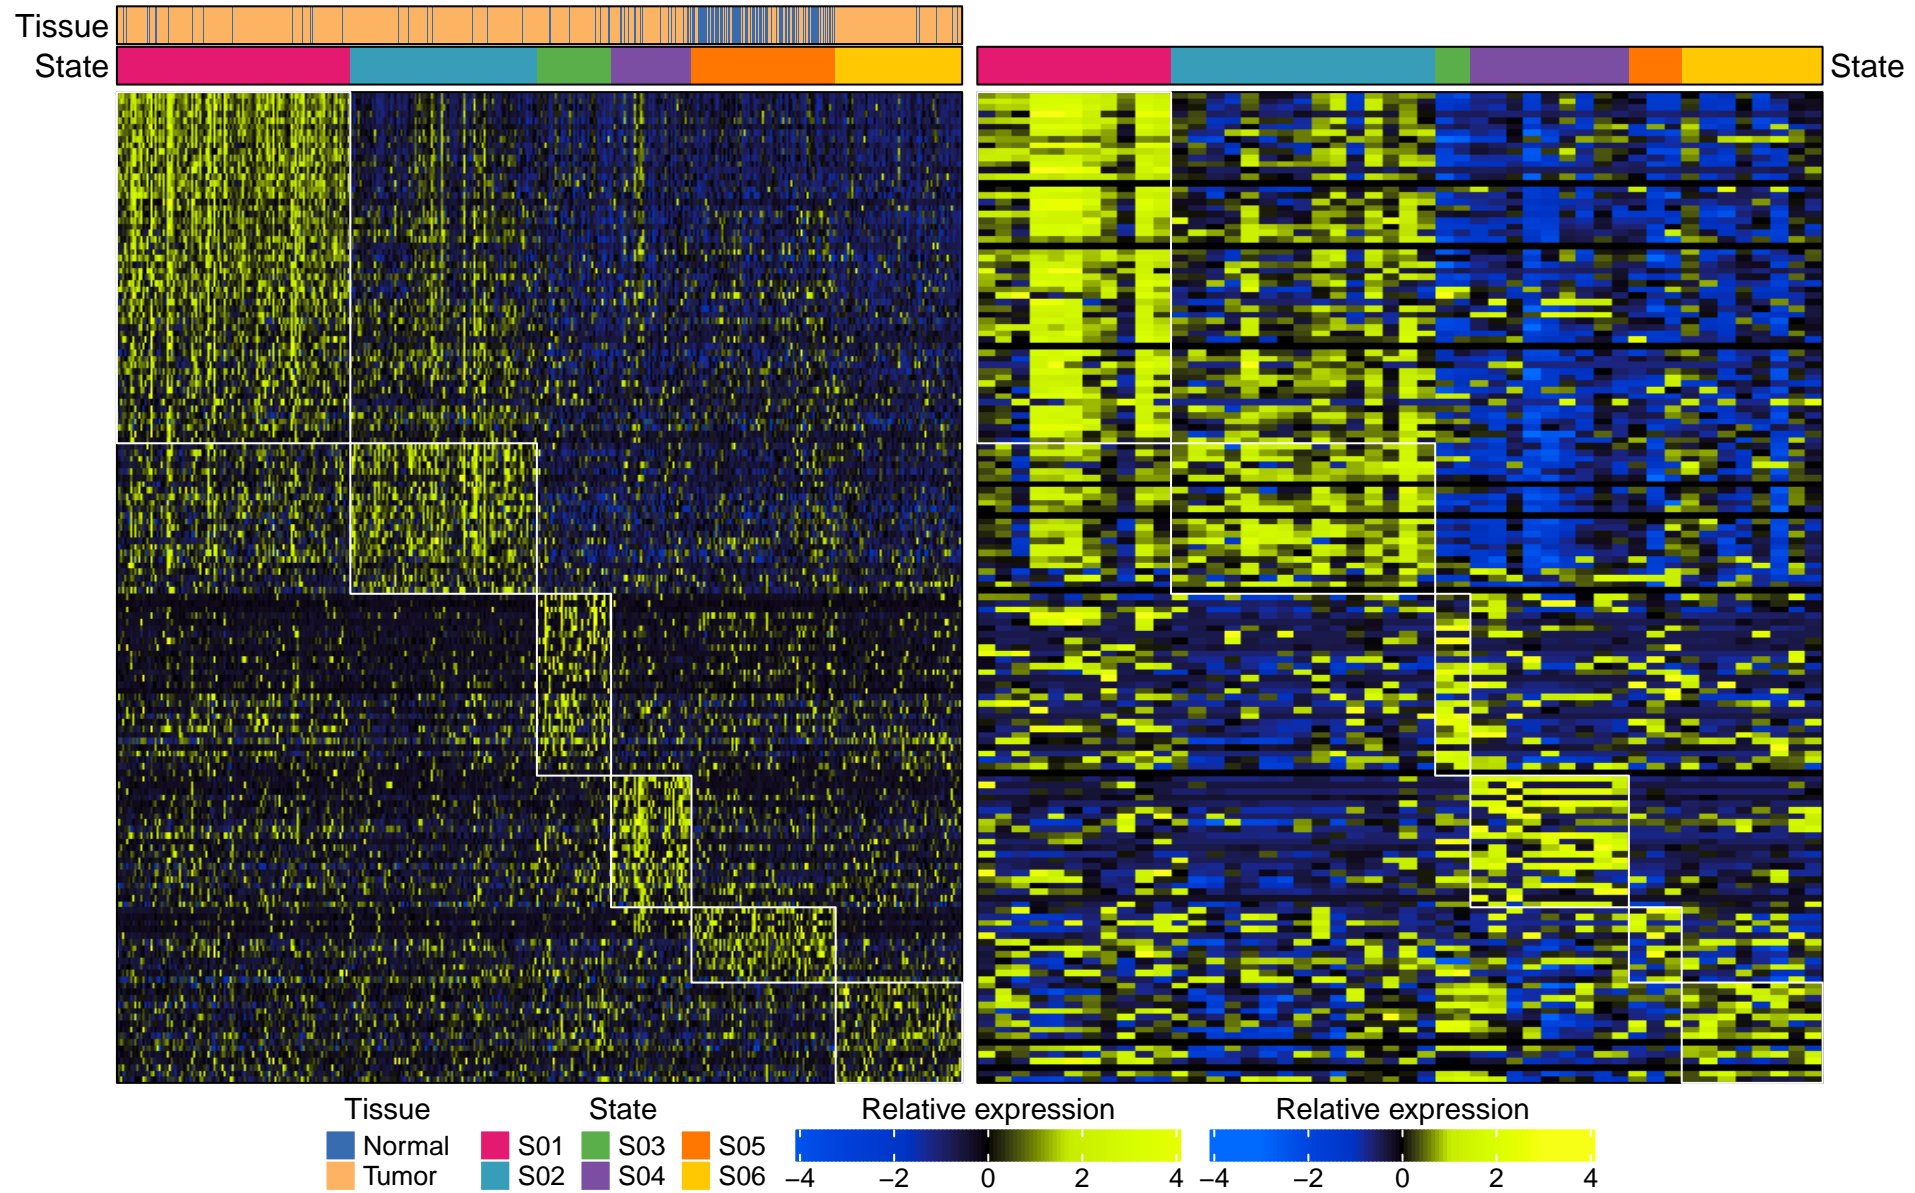 Tissue
State
State
Tissue
State
Relative expression
Relative expression
Normal
S01
S03
S05
Tumor
S02
S04
S06
−4 −2 0 2 4
−4 −2 0 2 4